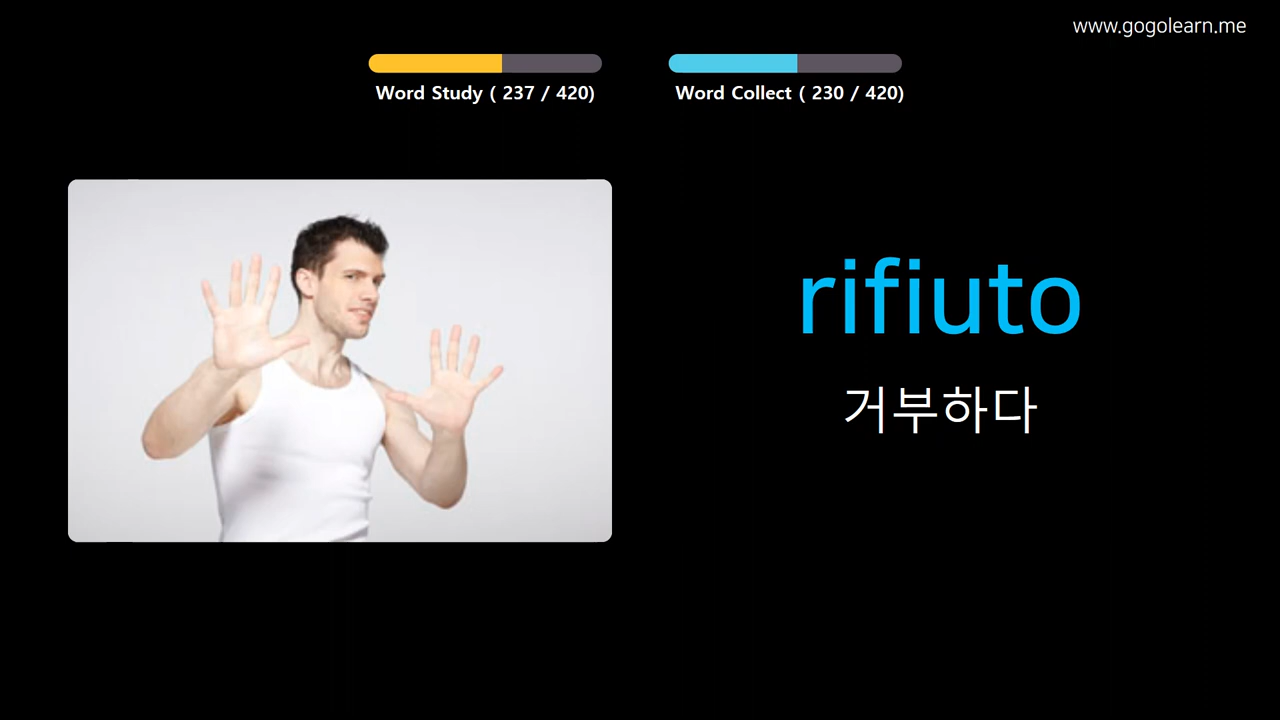 www.gogolearn.me
Word Study ( 237 / 420)
Word Collect ( 230 / 420)
rifiuto
거부하다